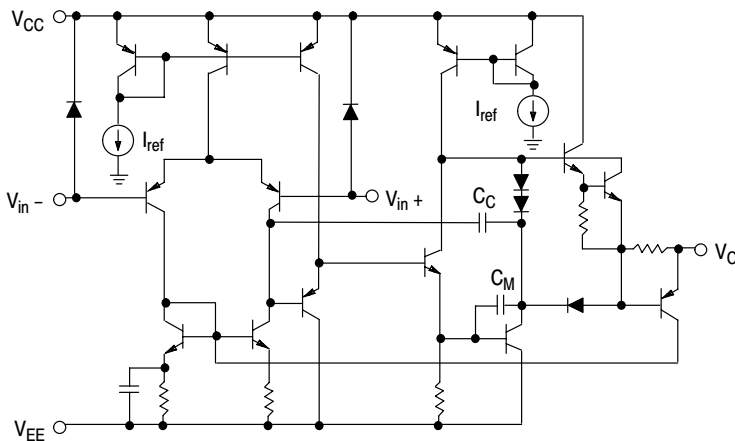 VCC
Iref
Iref
Vin –
Vin +
CC
VO
CM
VEE